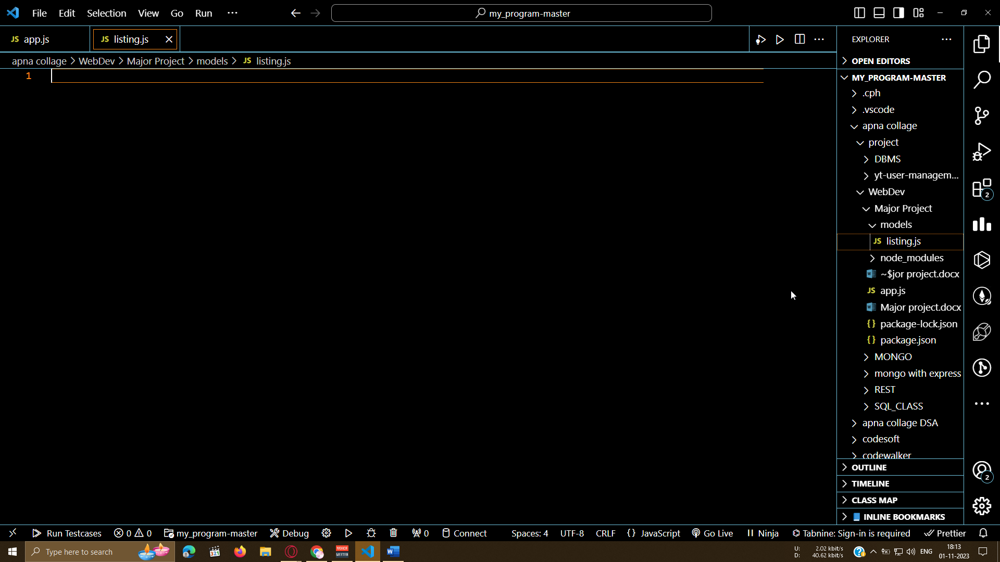 File Edit Selection View Go Run ···
my_program-master
JS app.js
JS listing.js
apna collage > WebDev > Major Project > models > JS listing.js
1
EXPLORER
OPEN EDITORS
MY_PROGRAM-MASTER
.cph
.vscode
apna collage
project
DBMS
yt-user-managem...
WebDev
Major Project
models
JS listing.js
node_modules
~$jor project.docx
JS app.js
Major project.docx
{} package-lock.json
{} package.json
MONGO
mongo with express
REST
SQL_CLASS
apna collage DSA
codesoft
codewalker
OUTLINE
TIMELINE
CLASS MAP
INLINE BOOKMARKS
2
2
Run Testcases 0 0 my_program-master Debug 0 Connect Spaces: 4 UTF-8 CRLF {} JavaScript Go Live Ninja Tabnine: Sign-in is required Prettier
Type here to search
321
VOICE
MEETER
U: 2.02 kbit/s
D: 40.62 kbit/s
ENG
18:13
01-11-2023